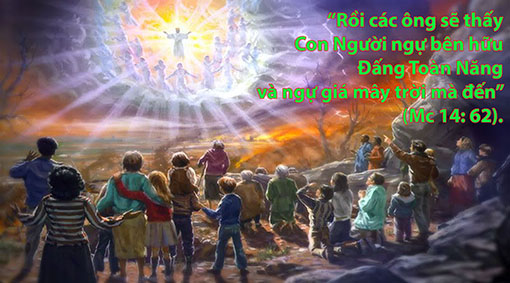 “Rồi các ông sẽ thấy
Con Người ngự bên hữu
Đấng Toàn Năng
và ngự giá mây trời mà đến”
(Mc 14: 62).